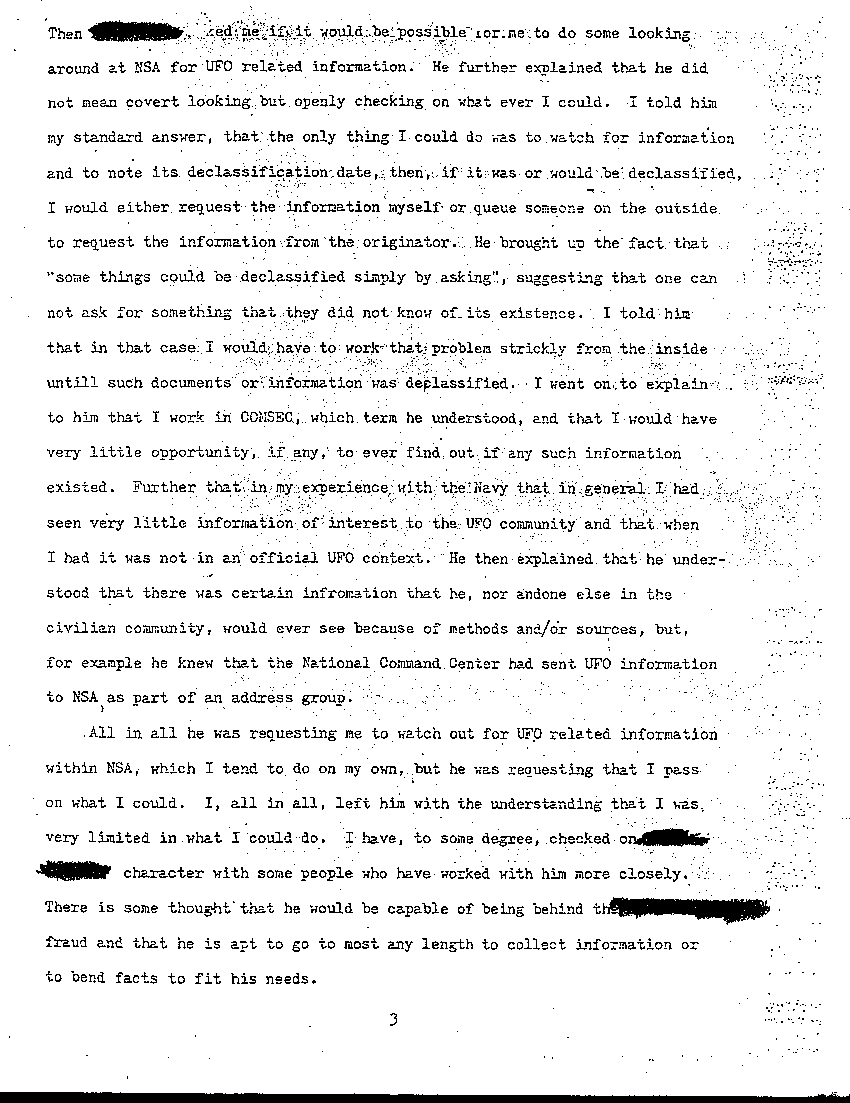 Then me if it would be possible for me to do some looking
around at NSA for UFO related information. He further explained that he did
not mean covert looking but openly checking on what ever I could. I told him
my standard answer, that the only thing I could do was to watch for information
and to note its declassification date, then, if it was or would be declassified,
I would either request the information myself or queue someone on the outside
to request the information from the originator. He brought up the fact that
"some things could be declassified simply by asking", suggesting that one can
not ask for something that they did not know of its existence. I told him
that in that case I would have to work that problem strickly from the inside
untill such documents or information was declassified. I went on to explain
to him that I work in COMSEC, which term he understood, and that I would have
very little opportunity, if any, to ever find out if any such information
existed. Further that in my experience with the Navy that in general I had
seen very little information of interest to the UFO community and that when
I had it was not in an official UFO context. He then explained that he under-
stood that there was certain infromation that he, nor andone else in the
civilian community, would ever see because of methods and/or sources, but,
for example he knew that the National Command Center had sent UFO information
to NSA as part of an address group.
All in all he was requesting me to watch out for UFO related information
within NSA, which I tend to do on my own, but he was requesting that I pass
on what I could. I, all in all, left him with the understanding that I was
very limited in what I could do. I have, to some degree, checked on
character with some people who have worked with him more closely.
There is some thought that he would be capable of being behind th
fraud and that he is apt to go to most any length to collect information or
to bend facts to fit his needs.
3